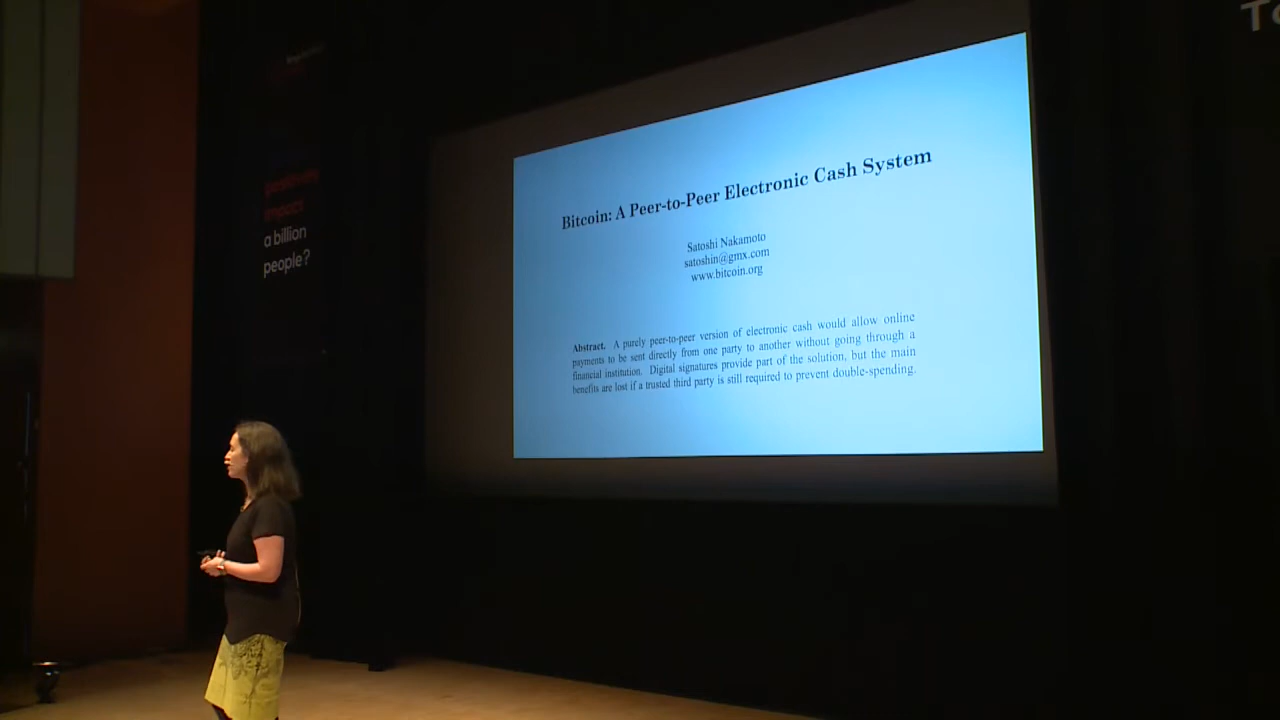 positively
impact
a billion
people?
To
Bitcoin: A Peer-to-Peer Electronic Cash System
Satoshi Nakamoto
satoshin@gmx.com
www.bitcoin.org
Abstract. A purely peer-to-peer version of electronic cash would allow online
payments to be sent directly from one party to another without going through a
financial institution. Digital signatures provide part of the solution, but the main
benefits are lost if a trusted third party is still required to prevent double-spending.